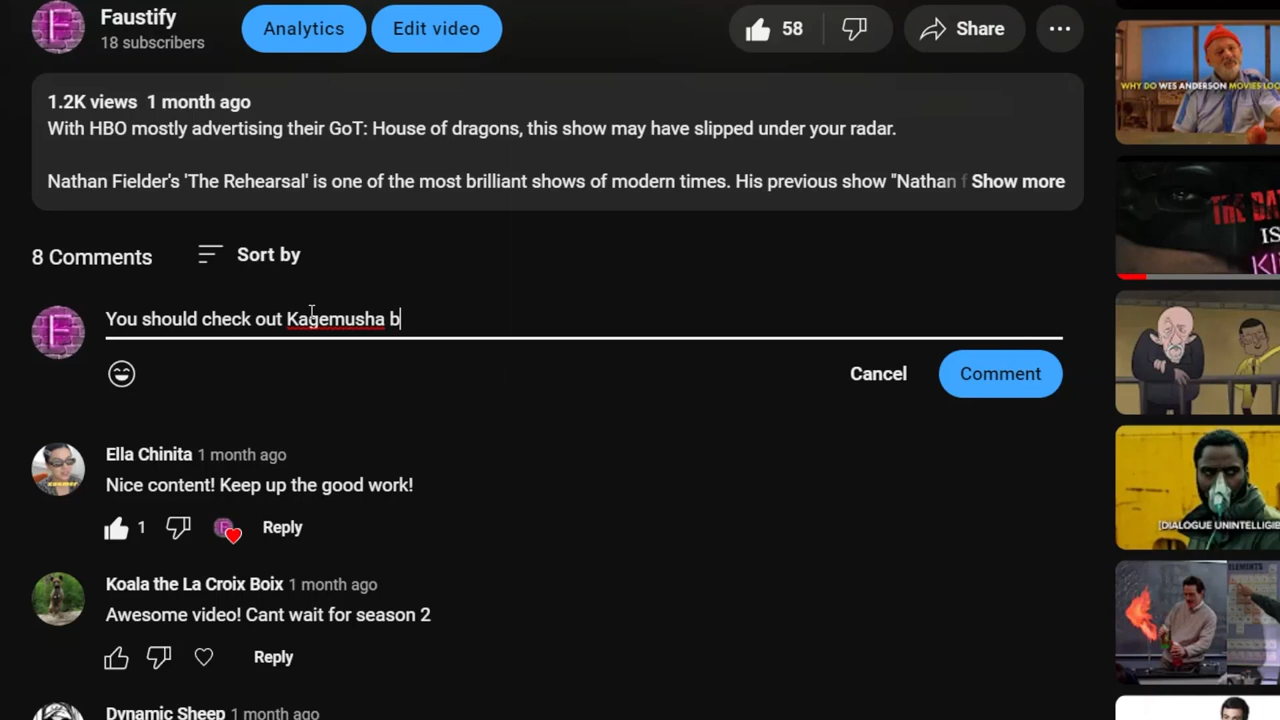 Faustify
18 subscribers
Analytics
Edit video
58
Share
1.2K views 1 month ago
With HBO mostly advertising their GoT: House of dragons, this show may have slipped under your radar.
Nathan Fielder's 'The Rehearsal' is one of the most brilliant shows of modern times. His previous show "Nathan f Show more
8 Comments
Sort by
You should check out Kagemusha b
Cancel
Comment
Ella Chinita 1 month ago
Nice content! Keep up the good work!
1
Reply
Koala the La Croix Boix 1 month ago
Awesome video! Cant wait for season 2
Reply
Dynamic Sheep 1 month ago
WHY DO WES ANDERSON MOVIES
THE
IS
[DIALOGUE
ELEMENTS